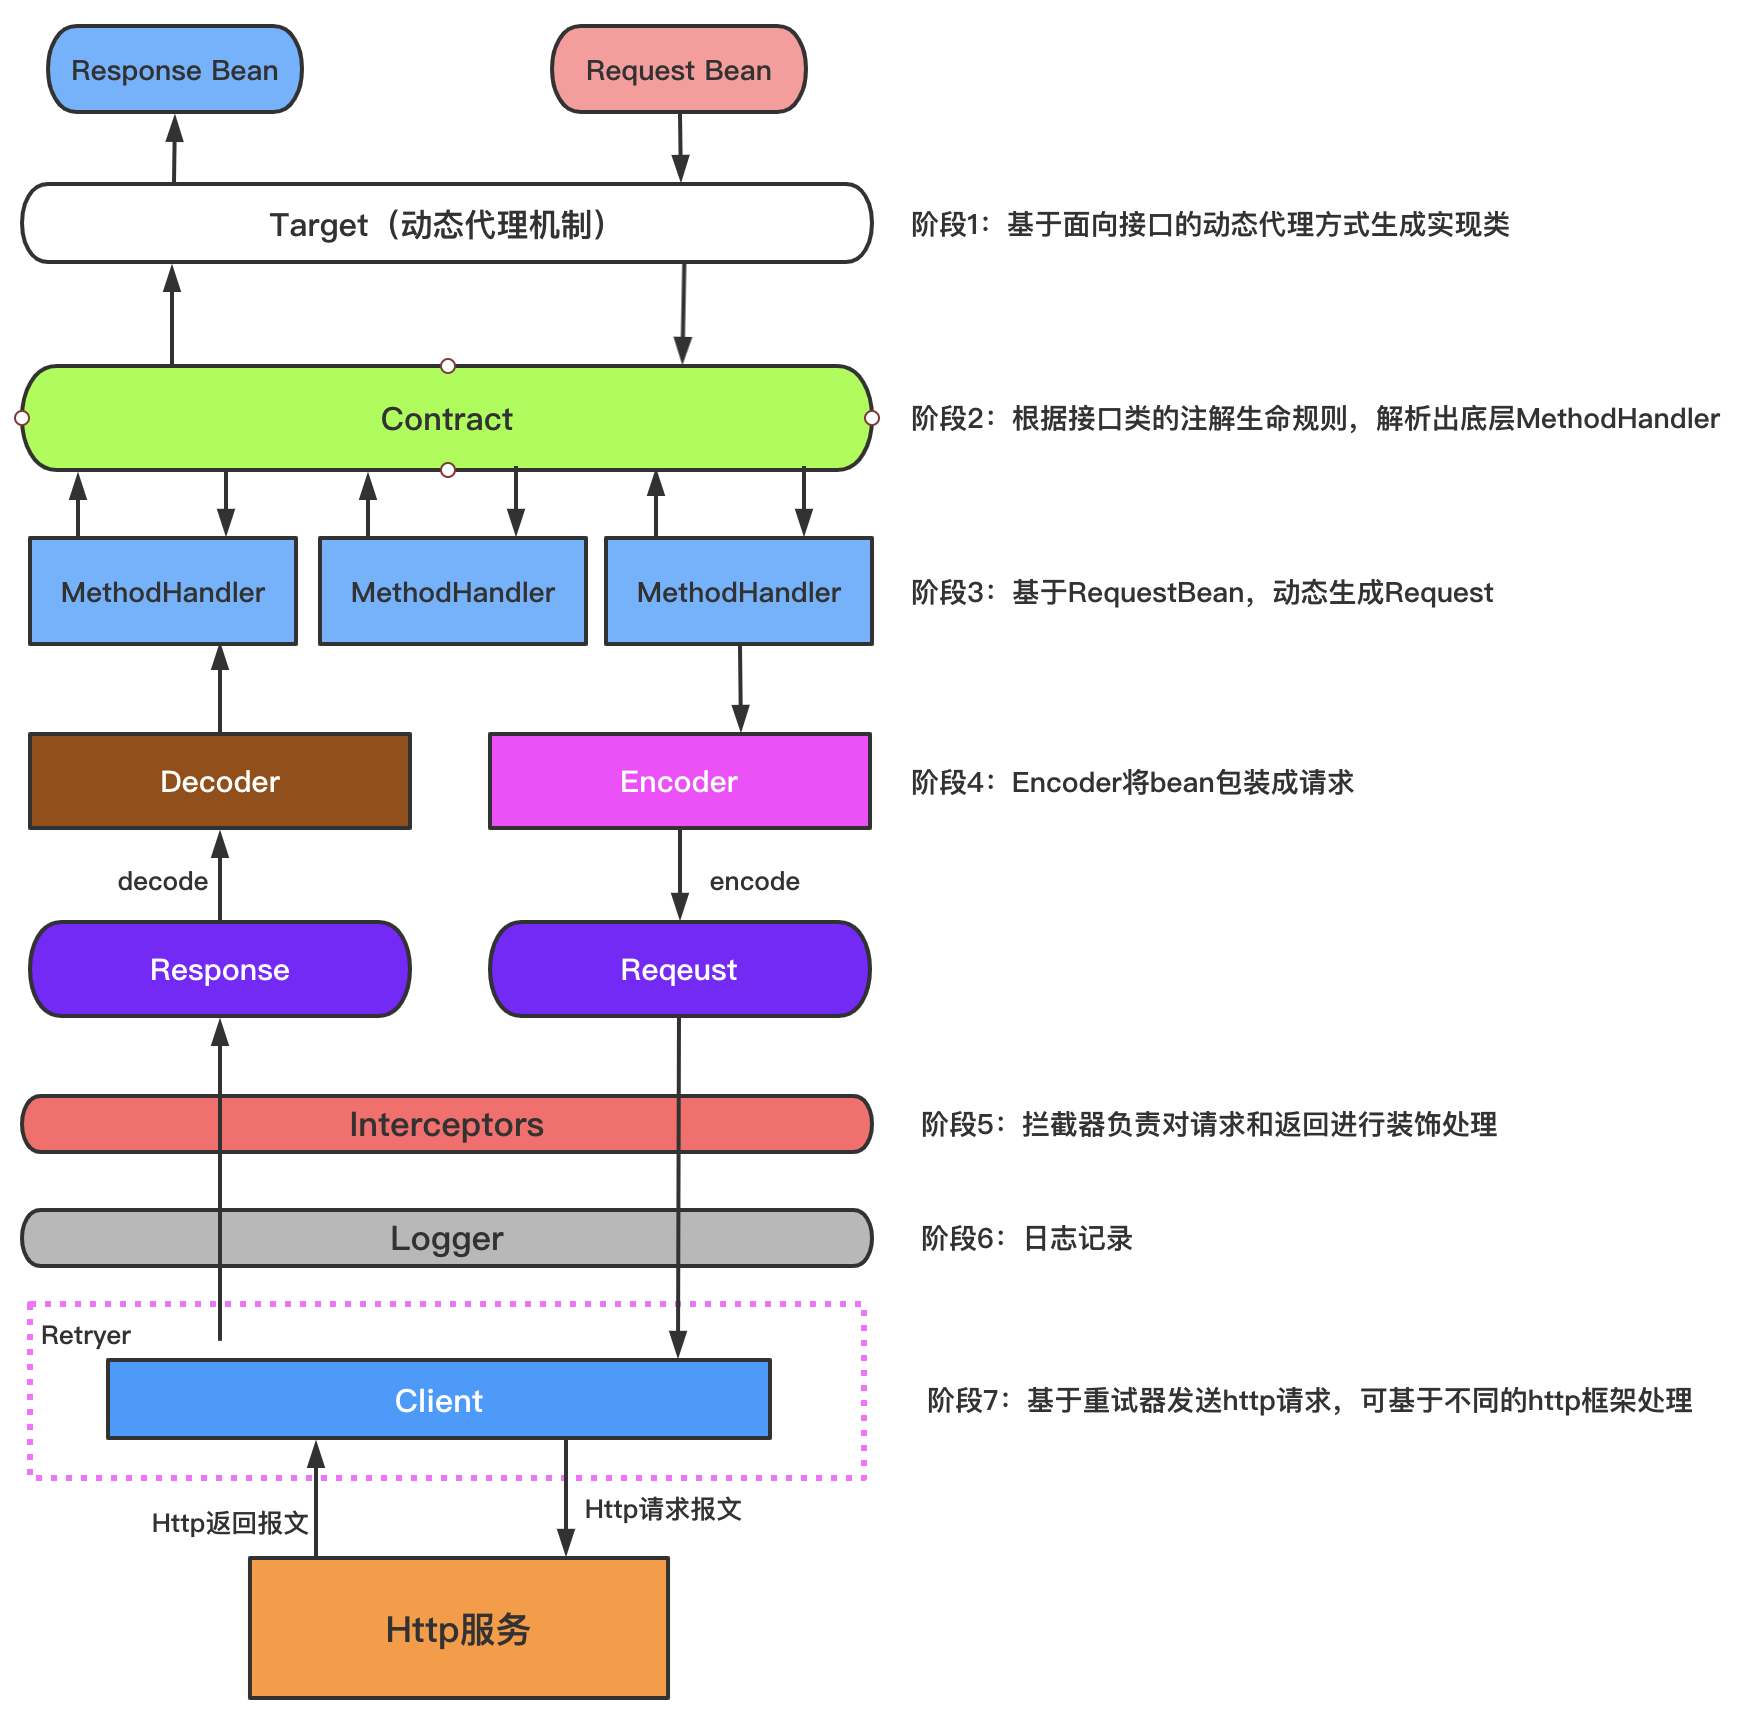 Response Bean
Request Bean
Target（动态代理机制）
阶段1：基于面向接口的动态代理方式生成实现类
Contract
阶段2：根据接口类的注解生命规则，解析出底层MethodHandler
MethodHandler
MethodHandler
MethodHandler
阶段3：基于RequestBean，动态生成Request
Decoder
Encoder
阶段4：Encoder将bean包装成请求
decode
encode
Response
Reqeust
Interceptors
阶段5：拦截器负责对请求和返回进行装饰处理
Logger
阶段6：日志记录
Retryer
Client
阶段7：基于重试器发送http请求，可基于不同的http框架处理
Http返回报文
Http请求报文
Http服务